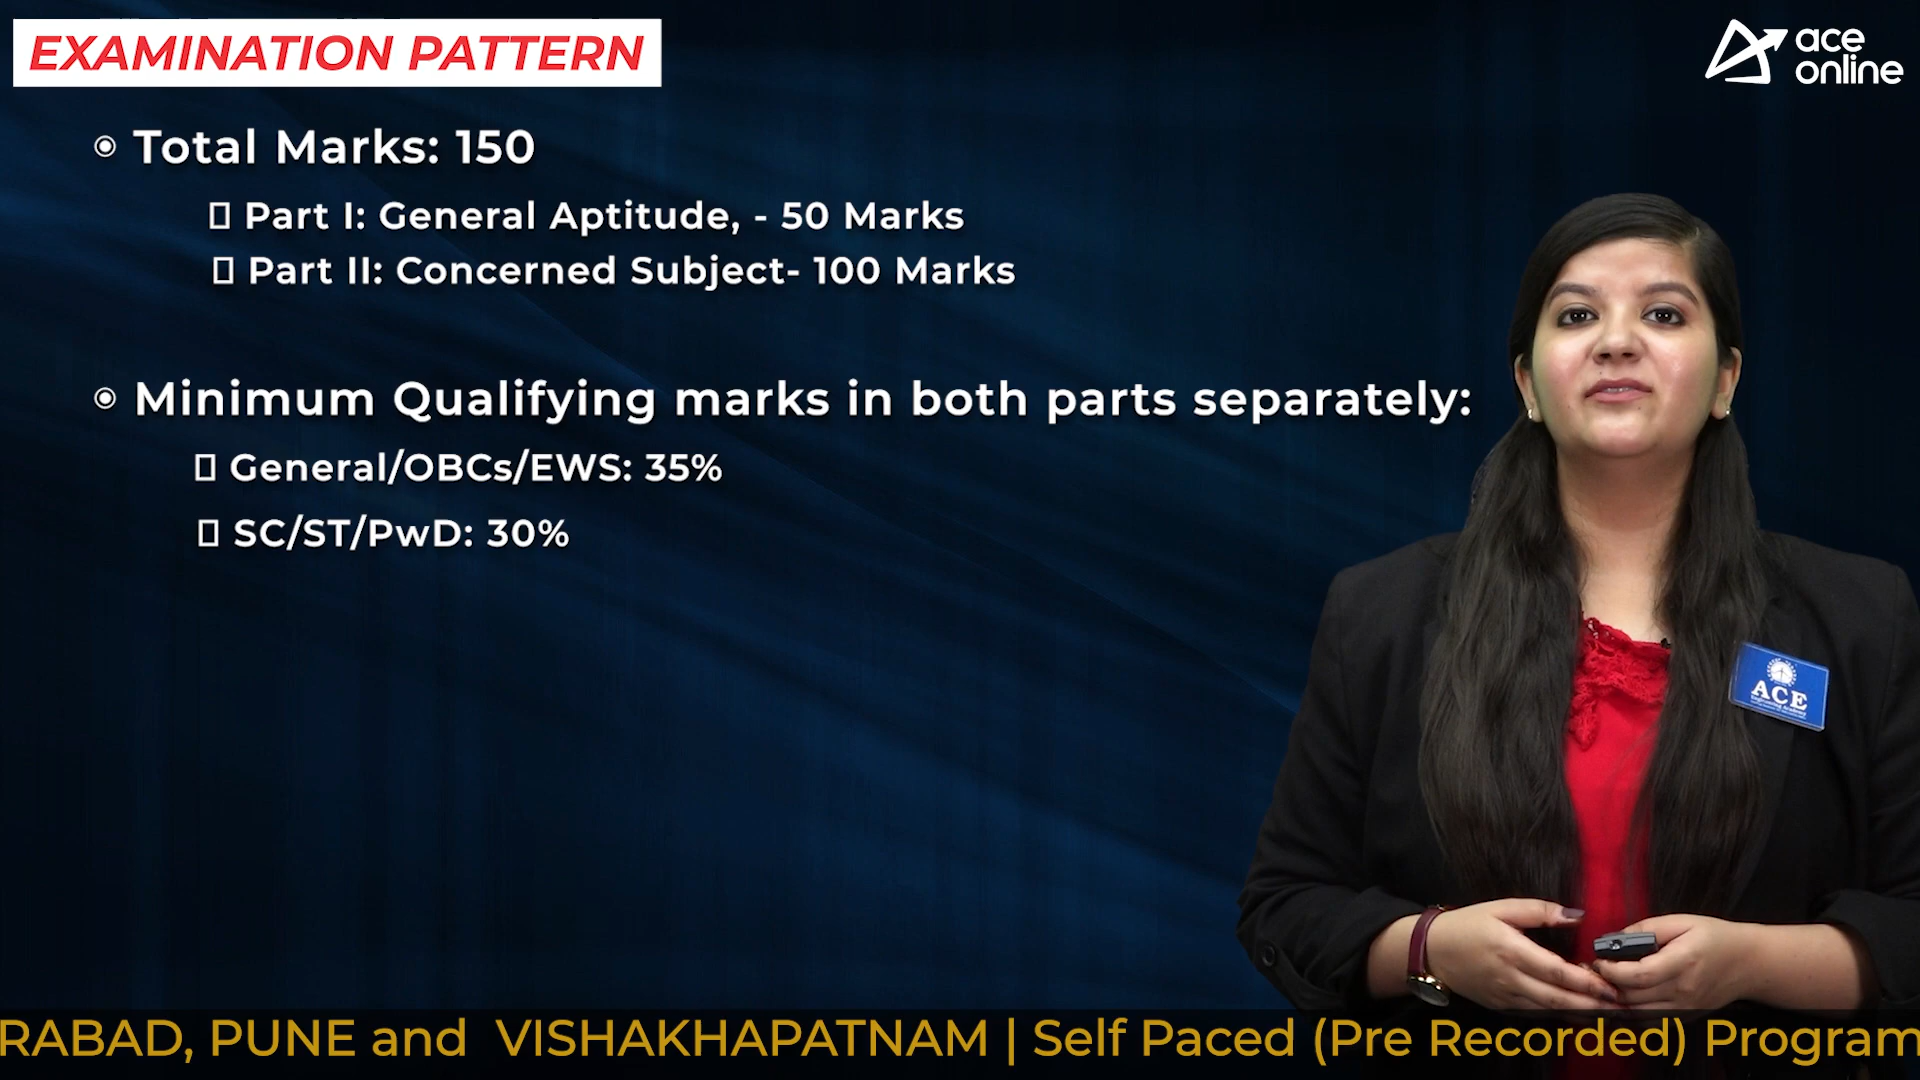 EXAMINATION PATTERN
ace
online
Total Marks: 150
Part I: General Aptitude, - 50 Marks
Part II: Concerned Subject- 100 Marks
Minimum Qualifying marks in both parts separately:
General/OBCs/EWS: 35%
SC/ST/PwD: 30%
ACE
RABAD, PUNE and VISHAKHAPATNAM | Self Paced (Pre Recorded) Program